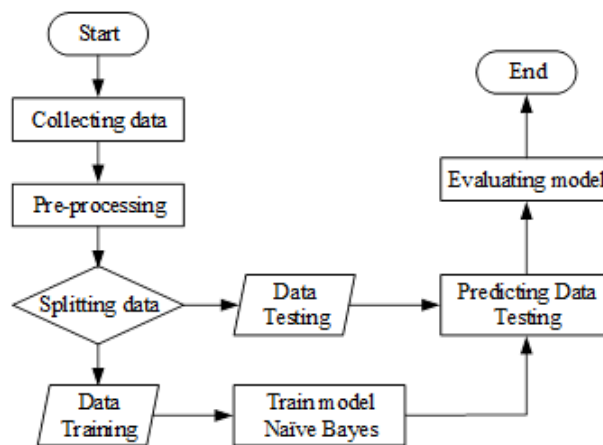 Start
Collecting data
Pre-processing
Splitting data
Data
Testing
Data
Training
Train model
Naïve Bayes
Predicting Data
Testing
Evaluating model
End